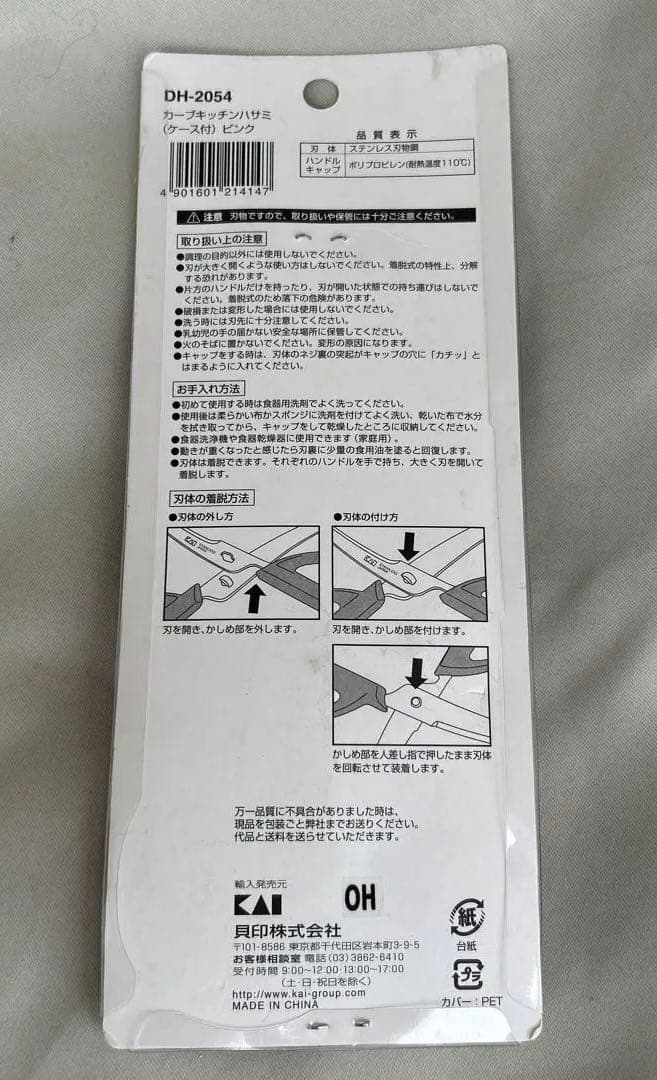 DH-2054
カーブキッチンハサミ
(ケース付) ピンク
4 901601 214147
品質表示
刃体 ステンレス刃物鋼
ハンドル
キャップ ポリプロピレン(耐熱温度110℃)
注意 刃物ですので、取り扱いや保管には十分ご注意ください。
取り扱い上の注意
●調理の目的以外には使用しないでください。
●刃が大きく開くような使い方はしないでください。着脱式の特性上、分解
する恐れがあります。
●片方のハンドルだけを持ったり、刃が開いた状態での持ち運びはしないで
ください。着脱式のため落下の危険があります。
●破損または変形した場合には使用しないでください。
●洗う時には刃先に十分注意してください。
●乳幼児の手の届かない安全な場所に保管してください。
●火のそばに置かないでください。変形の原因になります。
●キャップをする時は、刃体のネジ裏の突起がキャップの穴に「カチッ」と
はまるように入れてください。
お手入れ方法
●初めて使用する時は食器用洗剤でよく洗ってください。
●使用後は柔らかい布かスポンジに洗剤を付けてよく洗い、乾いた布で水分
を拭き取ってから、キャップをして乾燥したところに収納してください。
●食器洗浄機や食器乾燥器に使用できます(家庭用)。
●動きが重くなったと感じたら刃裏に少量の食用油を塗ると回復します。
●刃体は着脱できます。それぞれのハンドルを手で持ち、大きく刃を開いて
着脱します。
刃体の着脱方法
●刃体の外し方
●刃体の付け方
刃を開き、かしめ部を外します。
刃を開き、かしめ部を付けます。
かしめ部を人差し指で押したまま刃体
を回転させて装着します。
万一品質に不具合がありました時は、
現品を包装ごと弊社までお送りください。
代品と送料を送らせていただきます。
輸入発売元
KAI
OH
貝印株式会社
〒101-8586 東京都千代田区岩本町3-9-5
お客様相談室 電話(03)3862-6410
受付時間 9:00~12:00・13:00~17:00
(土・日・祝日を除く)
http://www.kai-group.com
MADE IN CHINA
紙
台紙
プラ
カバー:PET